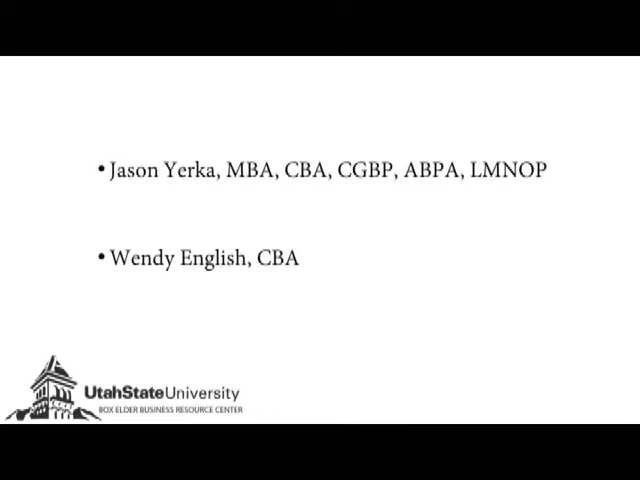 • Jason Yerka, MBA, CBA, CGBP, ABPA, LMNOP
• Wendy English, CBA
UtahStateUniversity
BOX ELDER BUSINESS RESOURCE CENTER